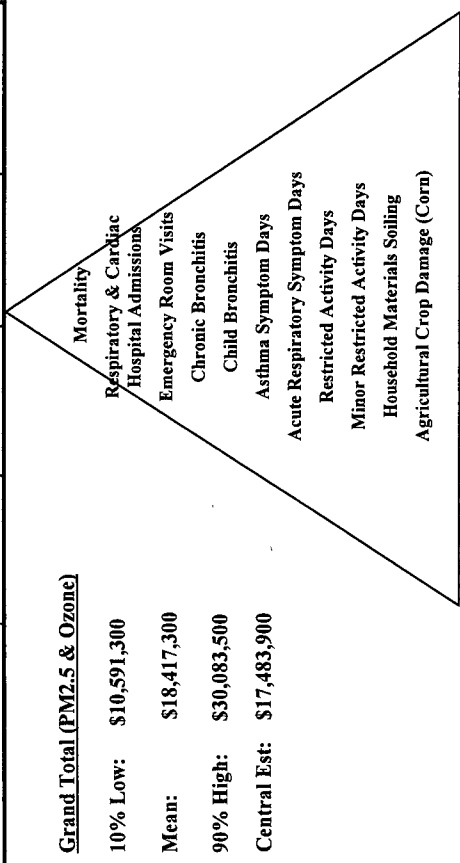 Grand Total (PM2.5 & Ozone)
10% Low: $10,591,300
Mean: $18,417,300
90% High: $30,083,500
Central Est: $17,483,900
Mortality
Respiratory & Cardiac
Hospital Admissions
Emergency Room Visits
Chronic Bronchitis
Child Bronchitis
Asthma Symptom Days
Acute Respiratory Symptom Days
Restricted Activity Days
Minor Restricted Activity Days
Household Materials Soiling
Agricultural Crop Damage (Corn)